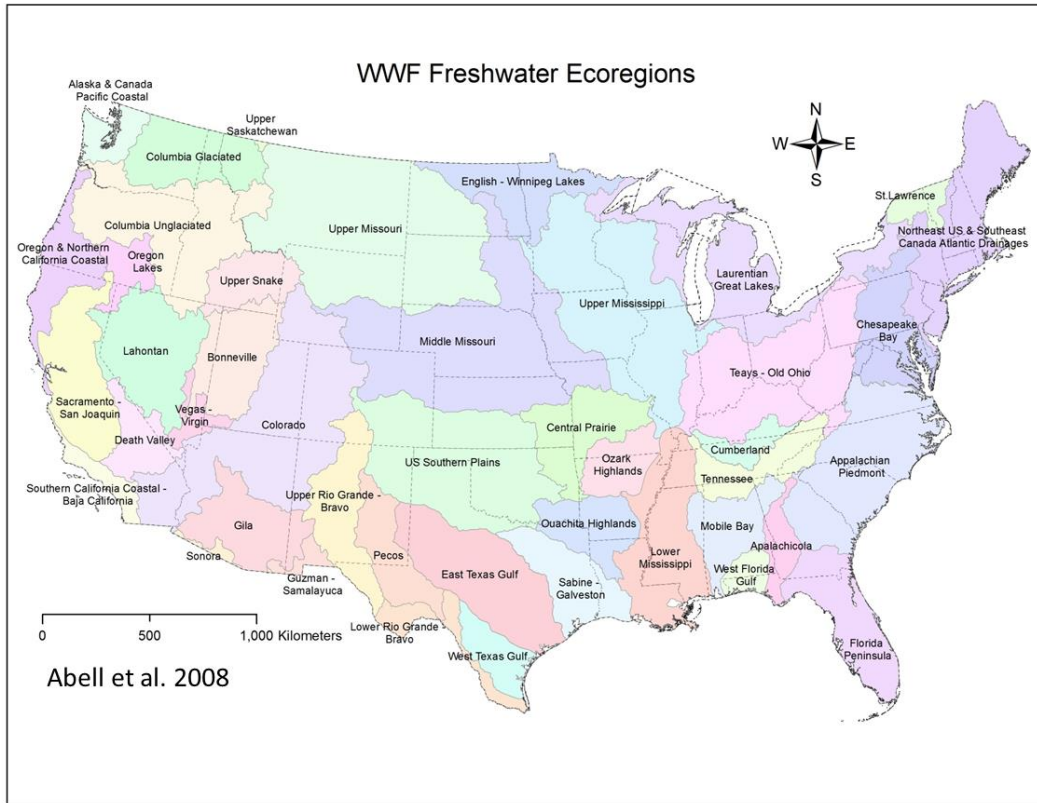 WWF Freshwater Ecoregions
Alaska & Canada
Pacific Coastal
Upper
Saskatchewan
Columbia Glaciated
N
W
E
S
English - Winnipeg Lakes
St.Lawrence
Columbia Unglaciated
Upper Missouri
Northeast US & Southeast
Canada Atlantic Drainages
Oregon & Northern
California Coastal
Oregon
Lakes
Upper Snake
Laurentian
Great Lakes
Upper Mississippi
Chesapeake
Bay
Lahontan
Bonneville
Middle Missouri
Teays - Old Ohio
Sacramento -
San Joaquin
Vegas -
Virgin
Death Valley
Colorado
Central Prairie
Cumberland
Ozark
Highlands
US Southern Plains
Tennessee
Appalachian
Piedmont
Southern California Coastal -
Baja California
Upper Rio Grande -
Bravo
Gila
Ouachita Highlands
Mobile Bay
Apalachicola
Sonora
Pecos
Lower
Mississippi
West Florida
Gulf
Guzman -
Samalayuca
East Texas Gulf
Sabine -
Galveston
0
500
1,000 Kilometers
Lower Rio Grande -
Bravo
West Texas Gulf
Florida
Peninsula
Abell et al. 2008